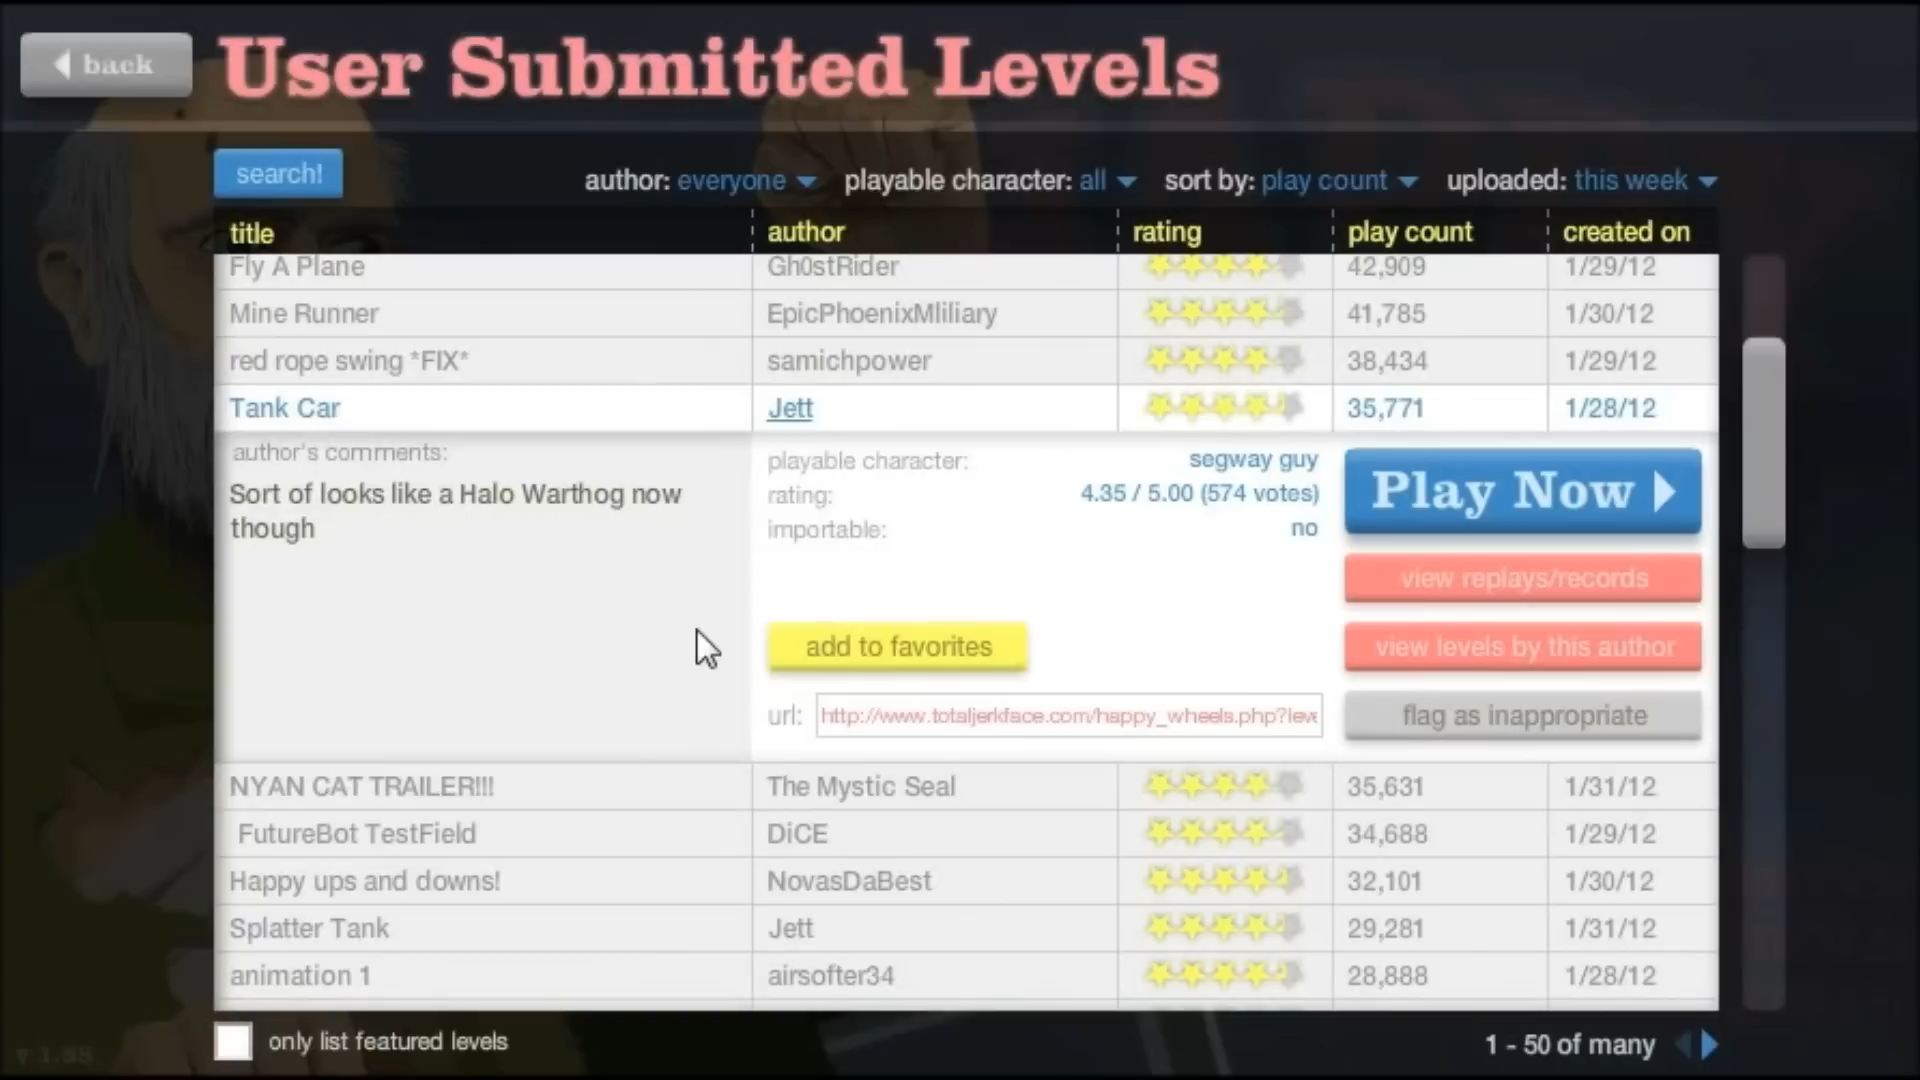 back
User Submitted Levels
search!
author: everyone playable character: all sort by: play count uploaded: this week
title author rating play count created on
Fly A Plane Gh0stRider 42,909 1/29/12
Mine Runner EpicPhoenixMliliary 41,785 1/30/12
red rope swing *FIX* samichpower 38,434 1/29/12
Tank Car Jett 35,771 1/28/12
author's comments:
Sort of looks like a Halo Warthog now
though
playable character: segway guy
rating: 4.35 / 5.00 (574 votes)
importable: no
add to favorites
url: http://www.totaljerkface.com/happy_wheels.php?leve
Play Now
view replays/records
view levels by this author
flag as inappropriate
NYAN CAT TRAILER!!! The Mystic Seal 35,631 1/31/12
FutureBot TestField DiCE 34,688 1/29/12
Happy ups and downs! NovasDaBest 32,101 1/30/12
Splatter Tank Jett 29,281 1/31/12
animation 1 airsofter34 28,888 1/28/12
only list featured levels
1 - 50 of many